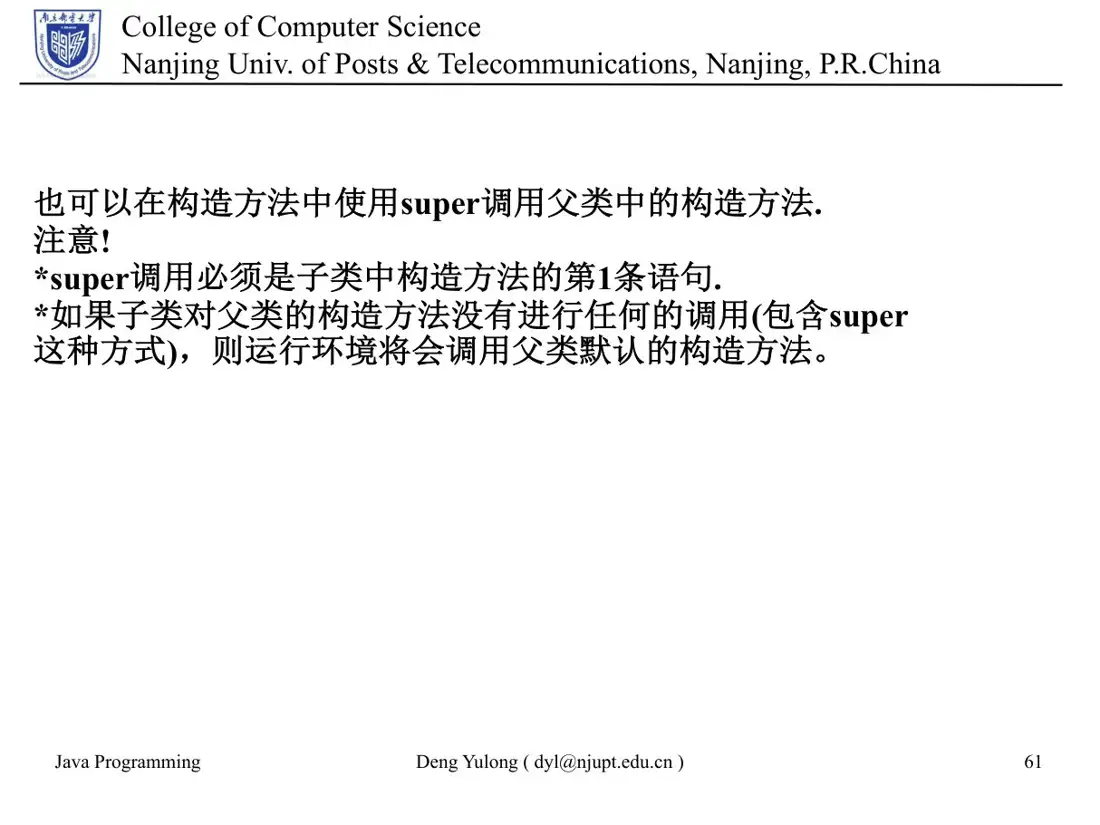 College of Computer Science
Nanjing Univ. of Posts & Telecommunications, Nanjing, P.R.China
也可以在构造方法中使用super调用父类中的构造方法.
注意!
*super调用必须是子类中构造方法的第1条语句.
*如果子类对父类的构造方法没有进行任何的调用(包含super
这种方式)，则运行环境将会调用父类默认的构造方法。
Java Programming
Deng Yulong ( dyl@njupt.edu.cn )
61